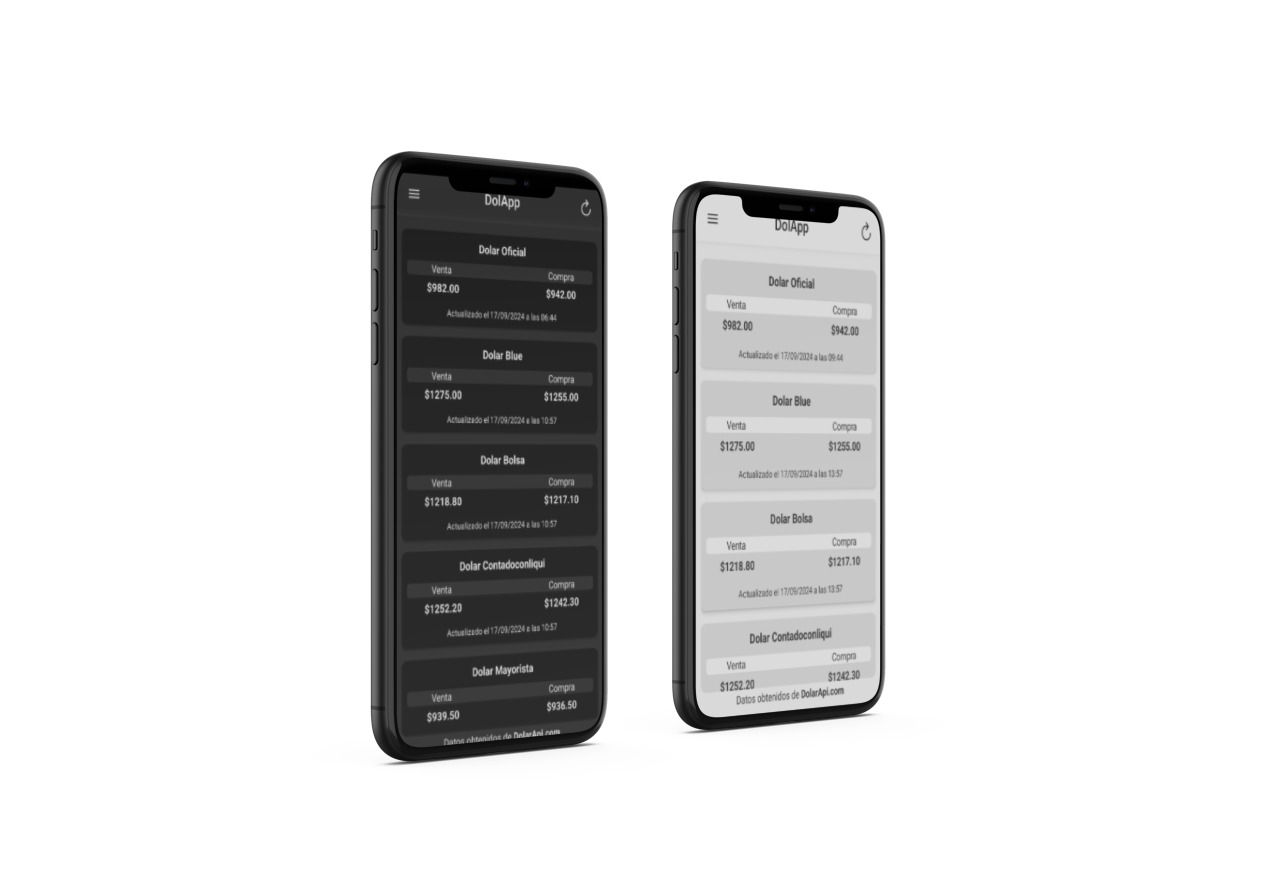 DolApp
Dolar Oficial
Venta Compra
$982.00 $942.00
Actualizado el 17/09/2024 a las 06:44
Dolar Blue
Venta Compra
$1275.00 $1255.00
Actualizado el 17/09/2024 a las 10:57
Dolar Bolsa
Venta Compra
$1218.80 $1217.10
Actualizado el 17/09/2024 a las 10:57
Dolar Contadoconliqui
Venta Compra
$1252.20 $1242.30
Actualizado el 17/09/2024 a las 10:57
Dolar Mayorista
Venta Compra
$939.50 $936.50
Datos obtenidos de DolarApi.com
DolApp
Dolar Oficial
Venta Compra
$982.00 $942.00
Actualizado el 17/09/2024 a las 09:44
Dolar Blue
Venta Compra
$1275.00 $1255.00
Actualizado el 17/09/2024 a las 13:57
Dolar Bolsa
Venta Compra
$1218.80 $1217.10
Actualizado el 17/09/2024 a las 13:57
Dolar Contadoconliqui
Venta Compra
$1252.20 $1242.30
Datos obtenidos de DolarApi.com